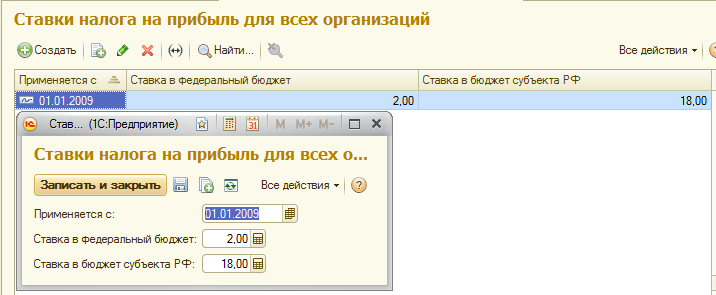 Ставки налога на прибыль для всех организаций
Создать Найти... Все действия
Применяется с Ставка в федеральный бюджет Ставка в бюджет субъекта РФ
01.01.2009 2,00 18,00
1С Став... (1С:Предприятие) 31 M M+ M-
Ставки налога на прибыль для всех о...
Записать и закрыть Все действия ?
Применяется с: 01.01.2009
Ставка в федеральный бюджет: 2,00
Ставка в бюджет субъекта РФ: 18,00